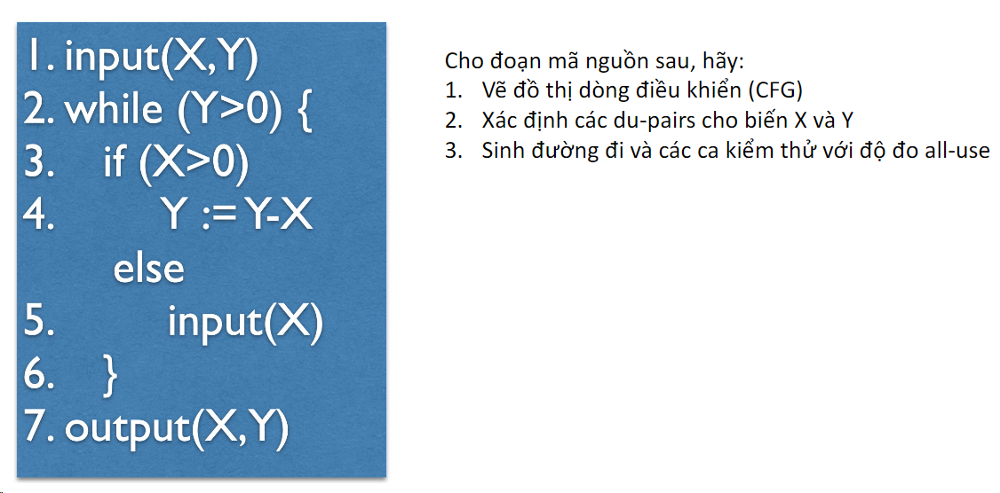 1. input(X,Y)
2. while (Y>0) {
3. if (X>0)
4. Y := Y-X
else
5. input(X)
6. }
7. output(X,Y)
Cho đoạn mã nguồn sau, hãy:
1. Vẽ đồ thị dòng điều khiển (CFG)
2. Xác định các du-pairs cho biến X và Y
3. Sinh đường đi và các ca kiểm thử với độ đo all-use